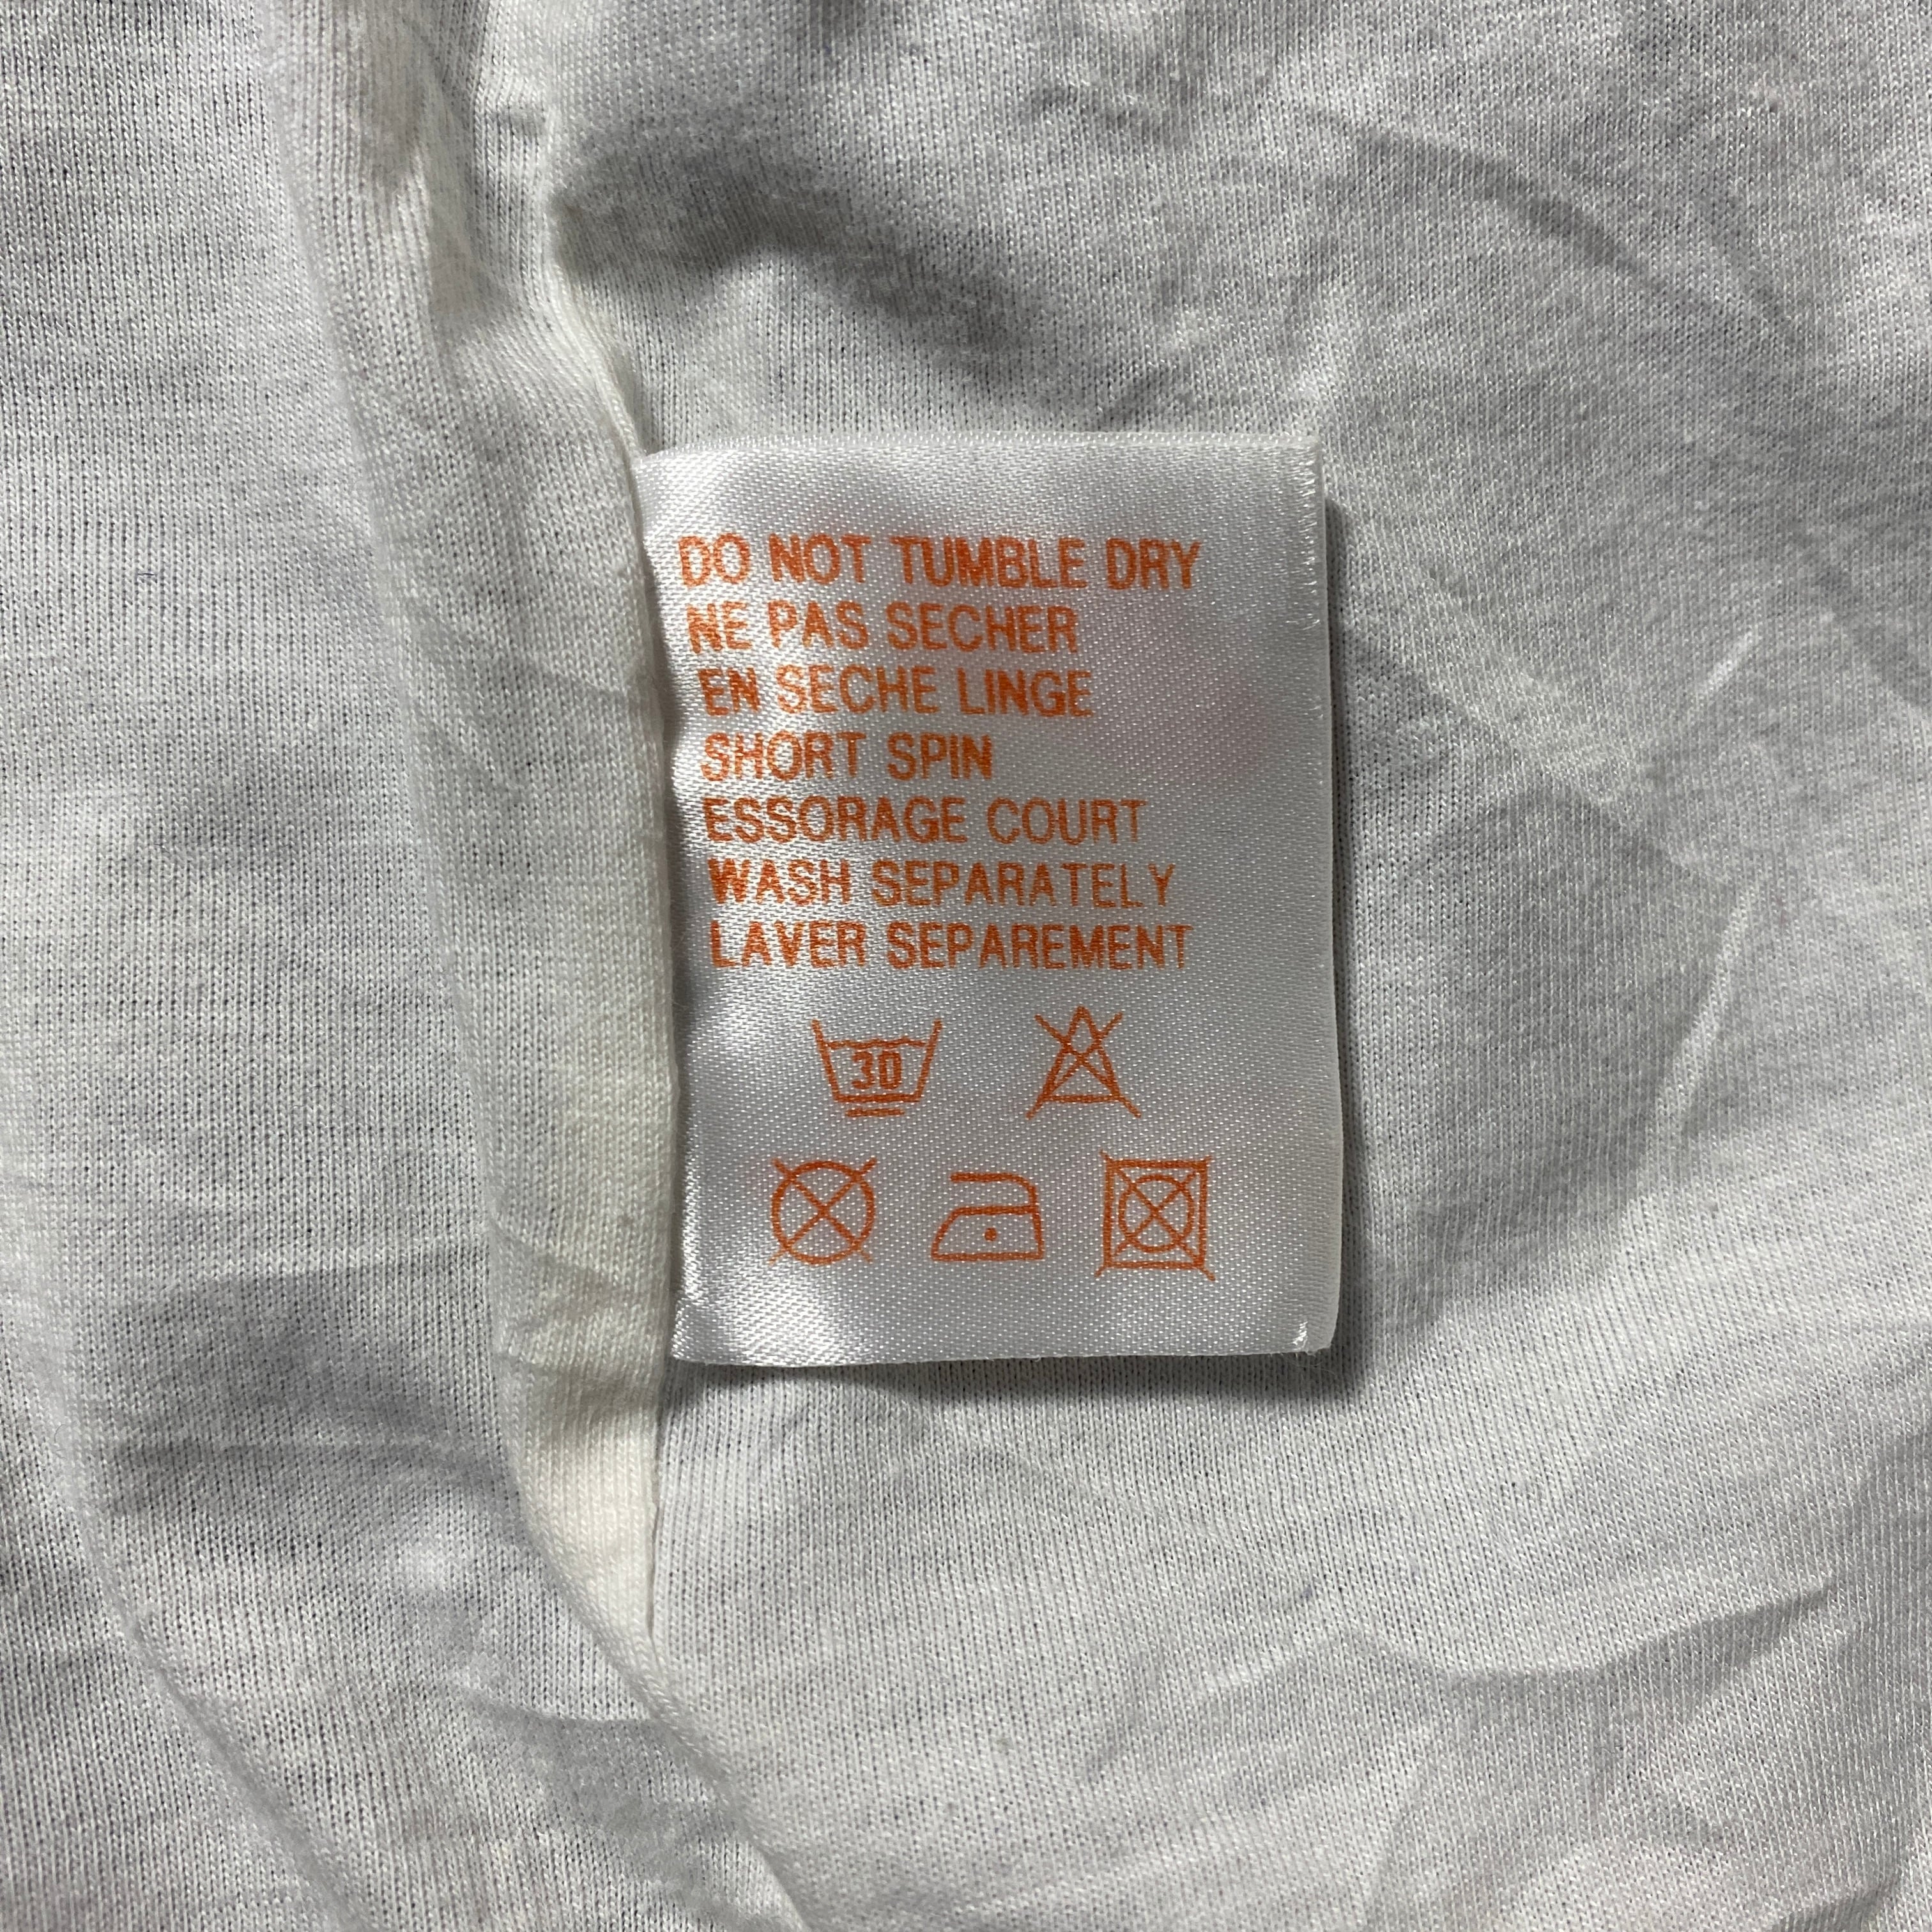 DO NOT TUMBLE DRY
NE PAS SECHER
EN SECHE LINGE
SHORT SPIN
ESSORAGE COURT
WASH SEPARATELY
LAVER SEPAREMENT
30